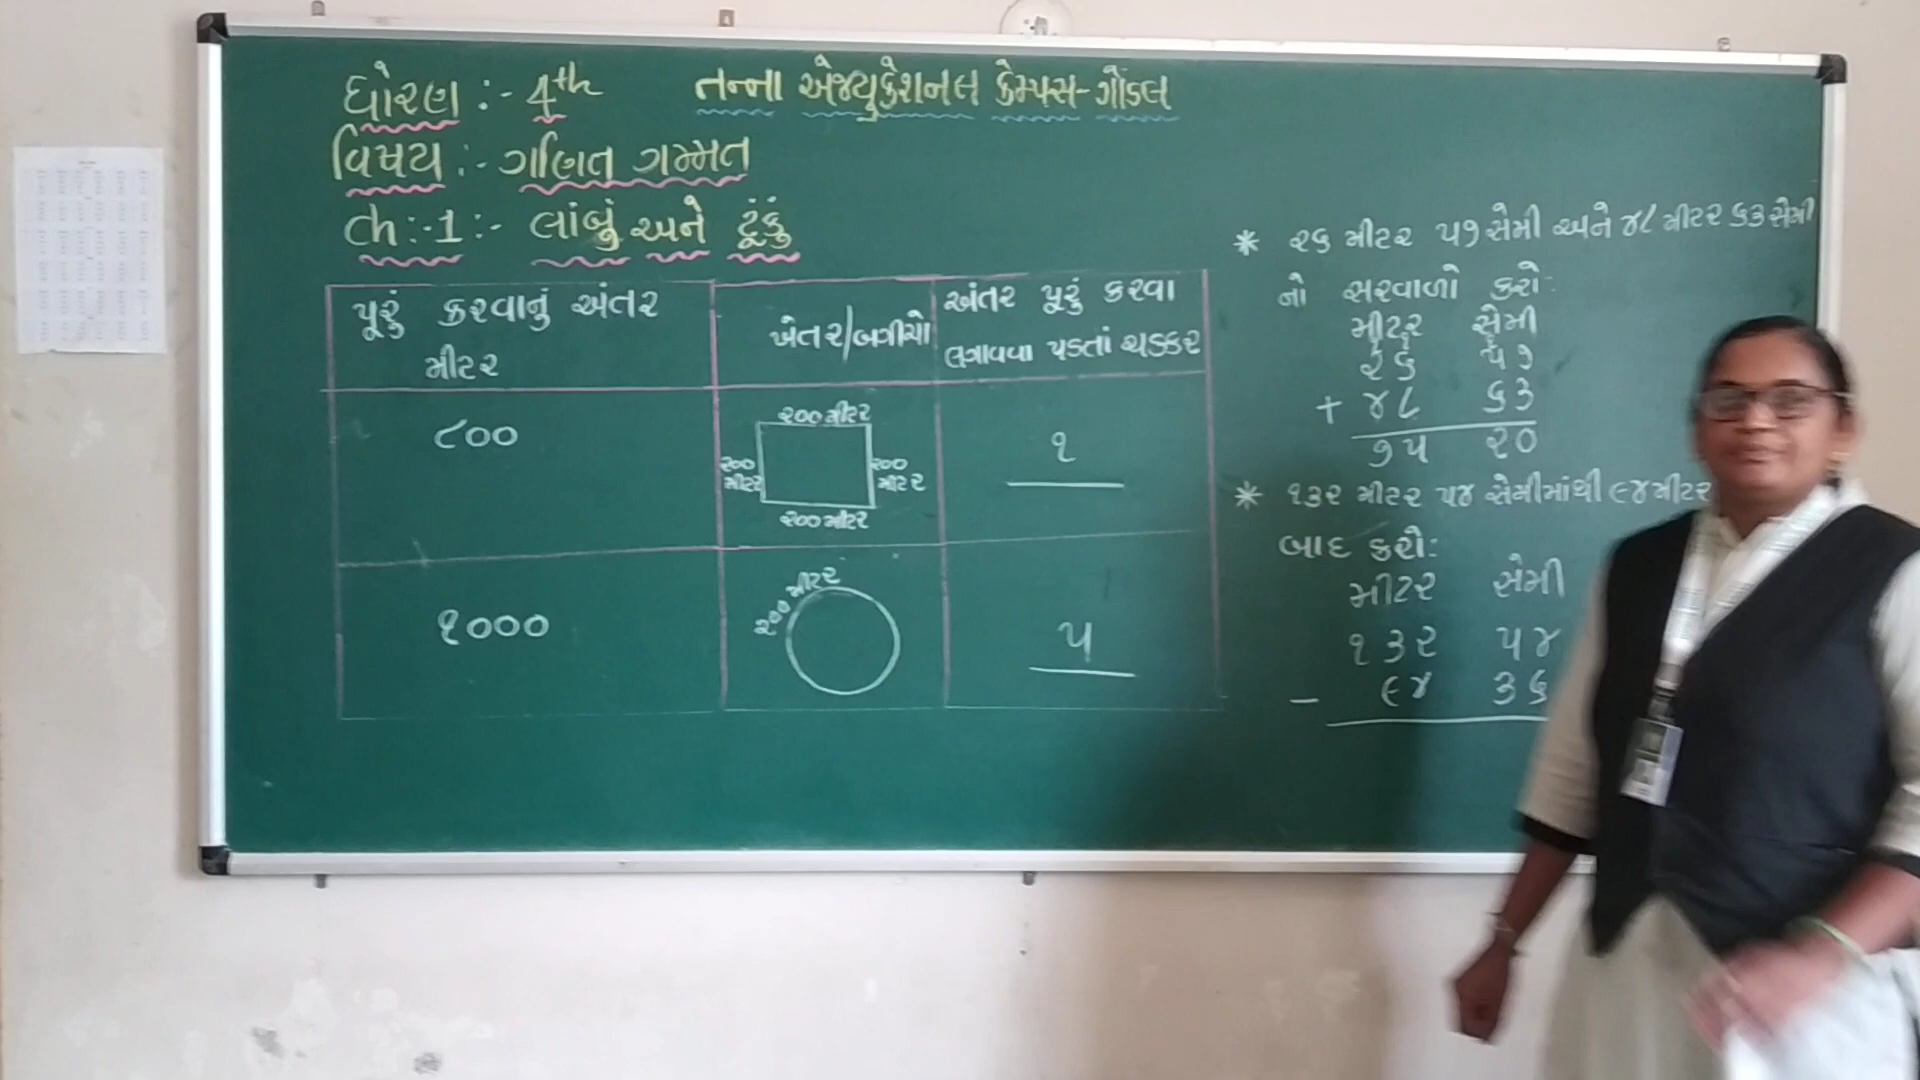 ધોરણ :- 4th
તન્ના એજ્યુકેશનલ કેમ્પસ-ગોંડલ
વિષય :- ગણિત ગમ્મત
ch :-1 :- લાંબું અને ટૂંકું
પૂરું કરવાનું અંતર
મીટર
ખેતર/બગીચો
અંતર પૂરું કરવા
લગાવવા પડતાં ચક્કર
૮૦૦
૨૦૦ મીટર
૨૦૦
મીટર
૨૦૦
મીટર
૨૦૦ મીટર
૧
૧૦૦૦
૨૦૦ મીટર
૫
* ૨૬ મીટર ૫૭ સેમી અને ૪૮ મીટર ૬૩ સેમી
નો સરવાળો કરો:
મીટર સેમી
૨૬ ૫૭
+ ૪૮ ૬૩
૭૫ ૨૦
* ૧૩૨ મીટર ૫૪ સેમીમાંથી ૯૪ મીટર
બાદ કરો:
મીટર સેમી
૧૩૨ ૫૪
- ૯૪ ૩૬